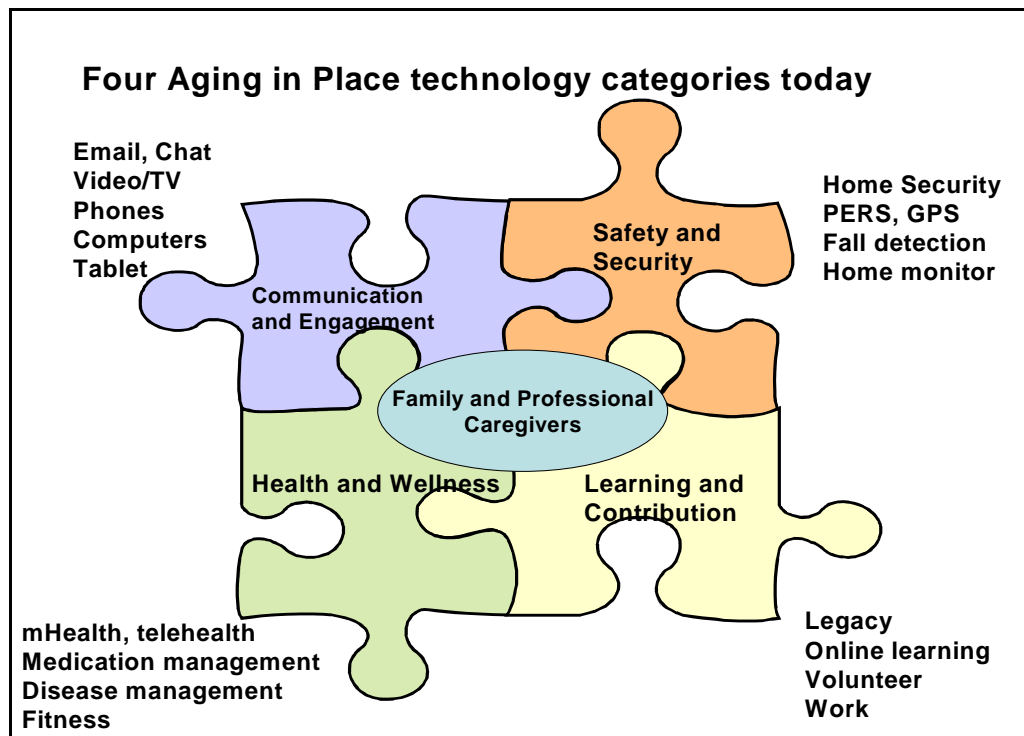 Four Aging in Place technology categories today
Email, Chat
Video/TV
Phones
Computers
Tablet
Communication
and Engagement
Safety and
Security
Home Security
PERS, GPS
Fall detection
Home monitor
Family and Professional
Caregivers
Health and Wellness
Learning and
Contribution
mHealth, telehealth
Medication management
Disease management
Fitness
Legacy
Online learning
Volunteer
Work